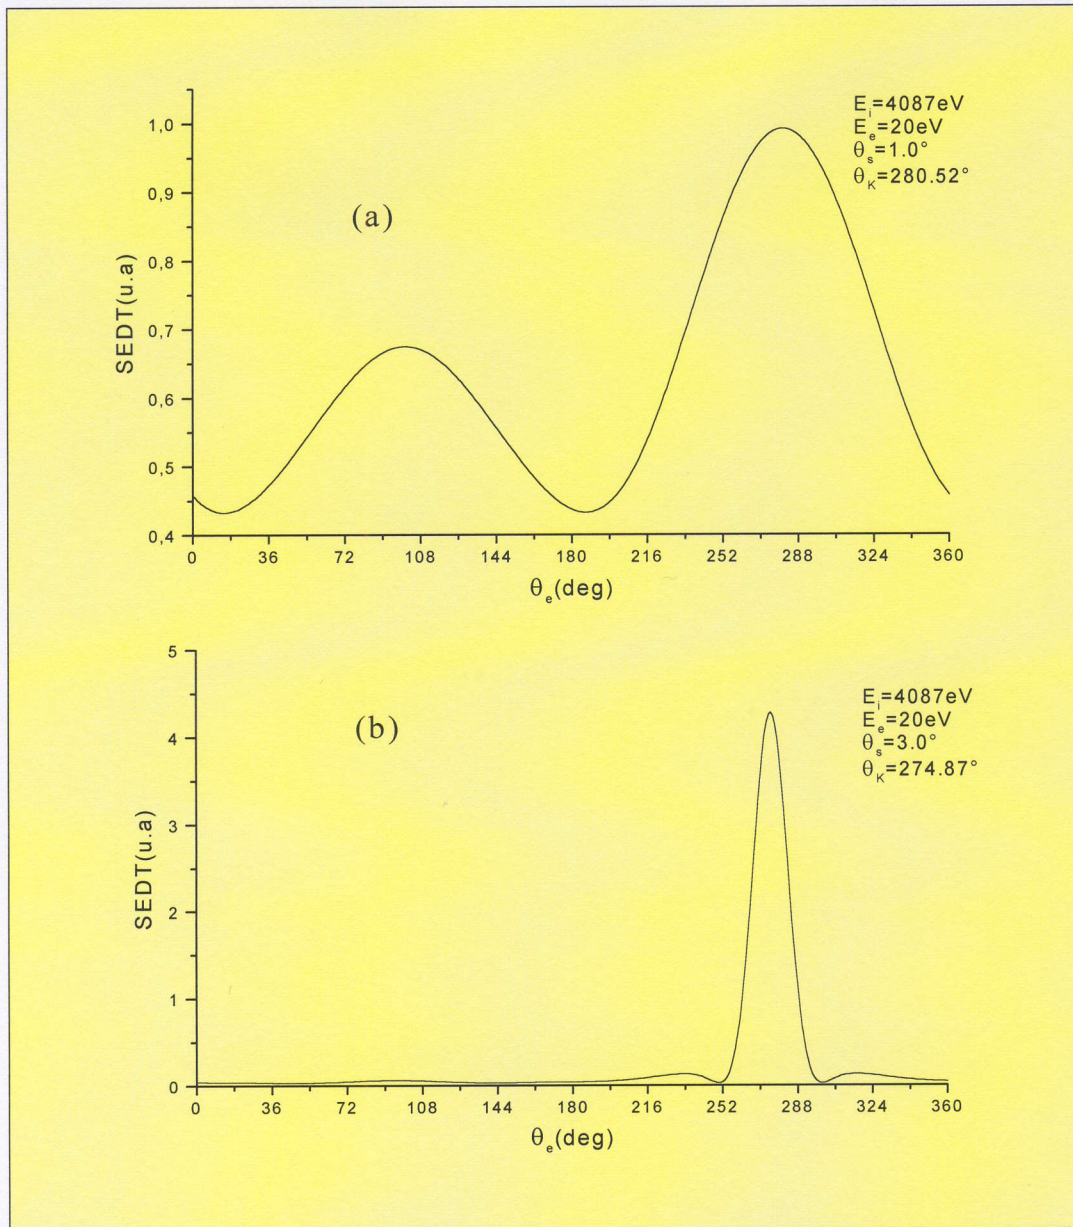 E_i=4087eV
E_e=20eV
θ_s=1.0°
θ_K=280.52°
(a)
SEDT(u.a)
1,0
0,9
0,8
0,7
0,6
0,5
0,4
0 36 72 108 144 180 216 252 288 324 360
θ_e(deg)
E_i=4087eV
E_e=20eV
θ_s=3.0°
θ_K=274.87°
(b)
SEDT(u.a)
5
4
3
2
1
0
0 36 72 108 144 180 216 252 288 324 360
θ_e(deg)